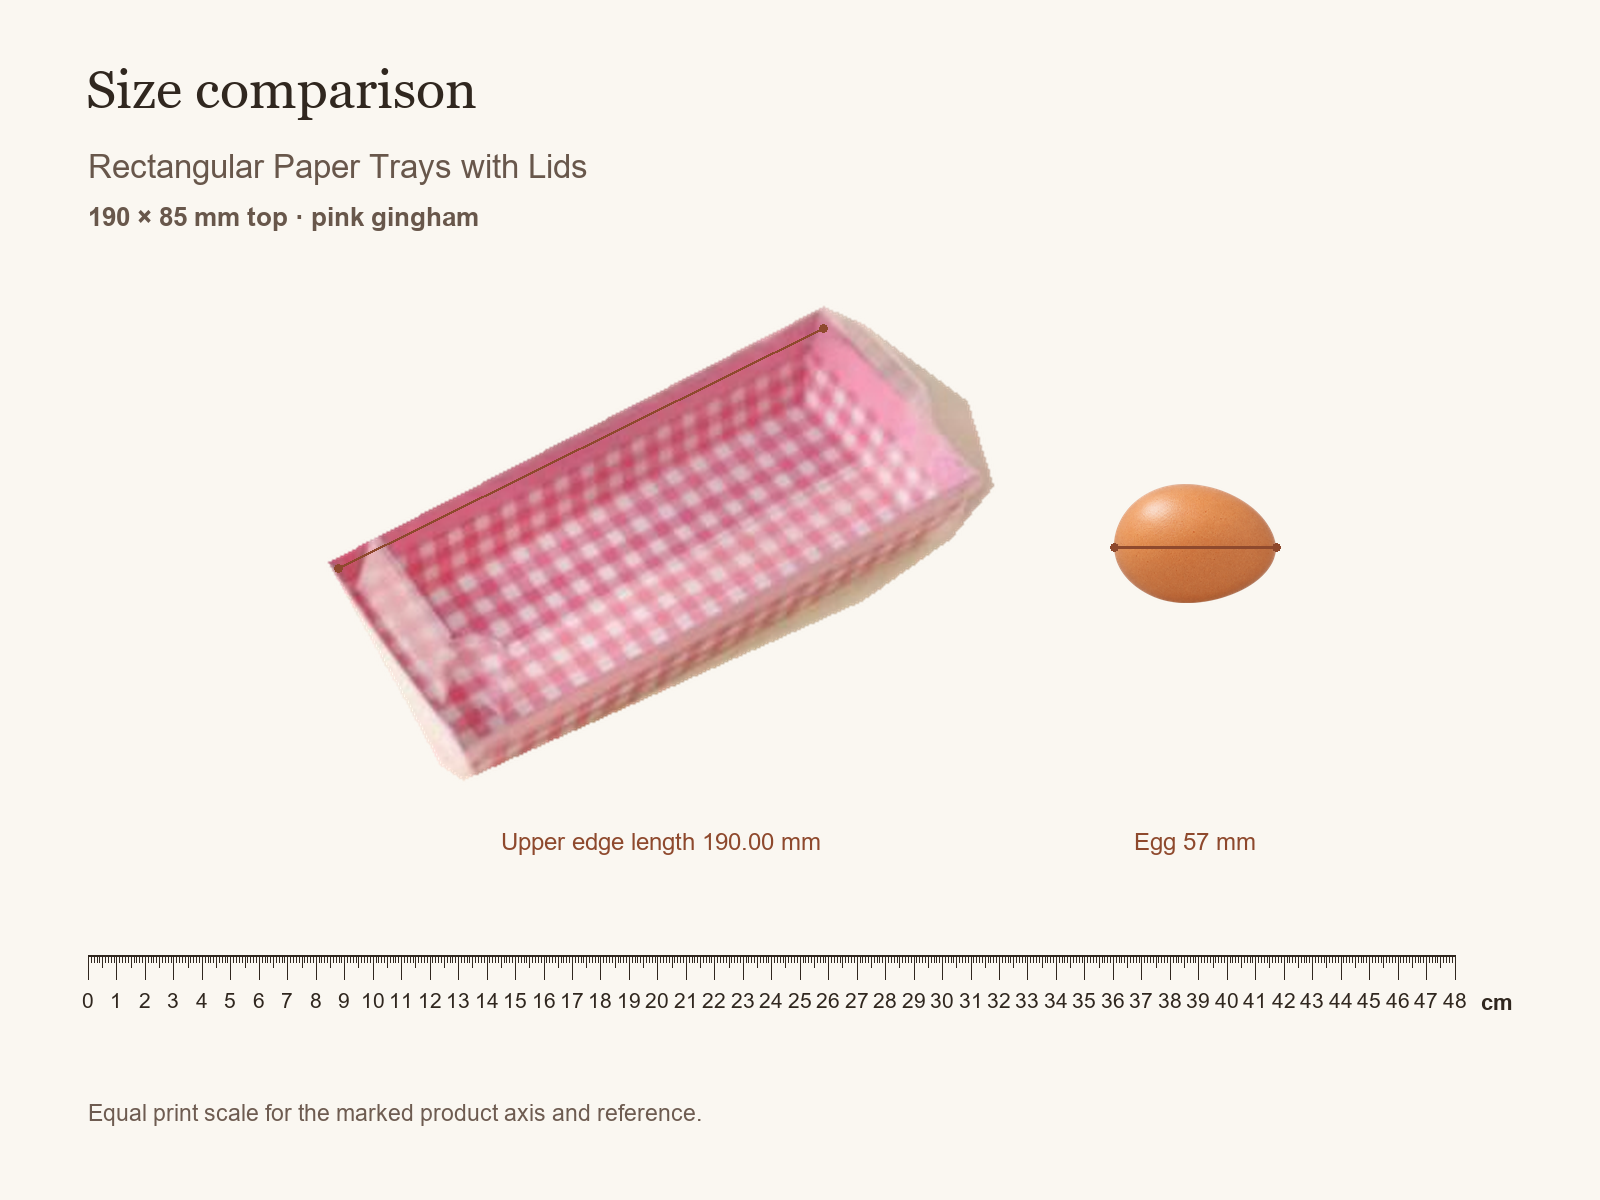 Size comparison
Rectangular Paper Trays with Lids
190 × 85 mm top · pink gingham
Upper edge length 190.00 mm
Egg 57 mm
0 1 2 3 4 5 6 7 8 9 10 11 12 13 14 15 16 17 18 19 20 21 22 23 24 25 26 27 28 29 30 31 32 33 34 35 36 37 38 39 40 41 42 43 44 45 46 47 48 cm
Equal print scale for the marked product axis and reference.